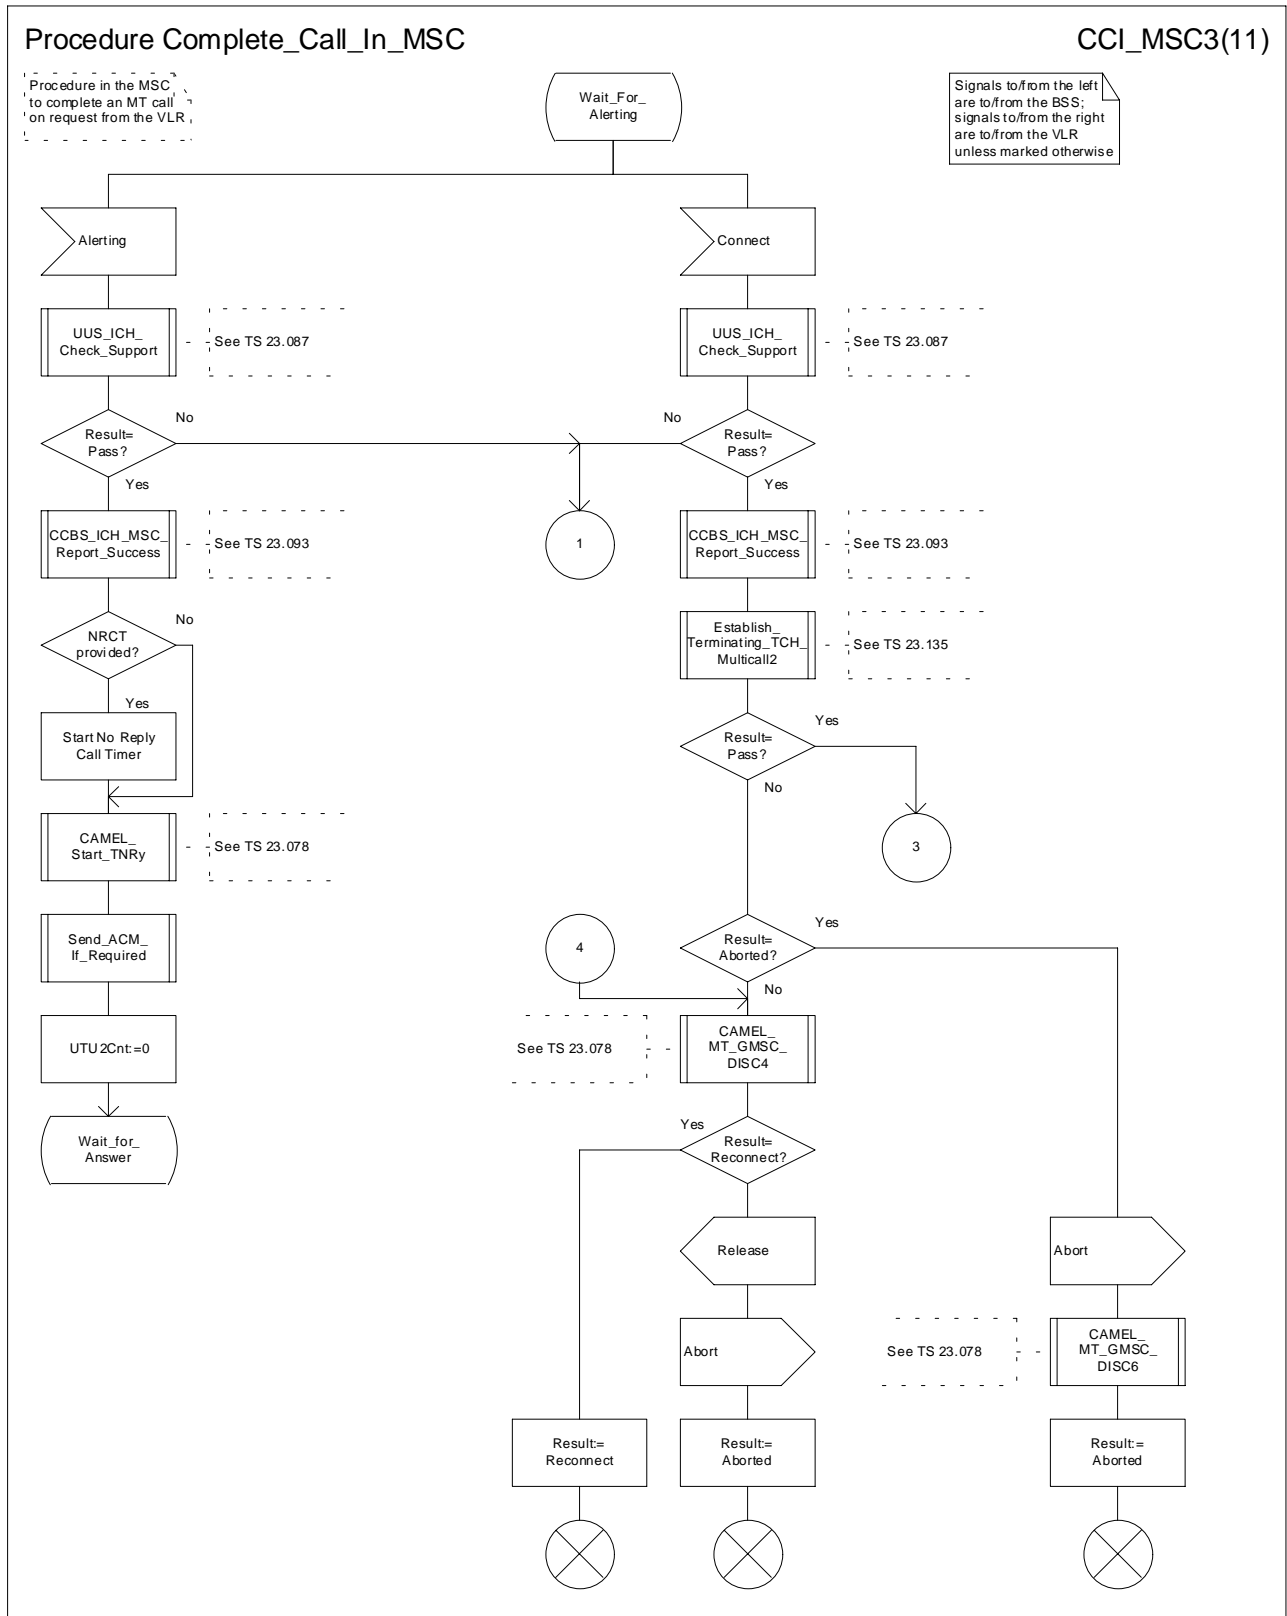 Procedure Complete_Call_In_MSC
CCI_MSC3(11)
Procedure in the MSC
to complete an MT call
on request from the VLR
Wait_For_
Alerting
Signals to/from the left
are to/from the BSS;
signals to/from the right
are to/from the VLR
unless marked otherwise
Alerting
Connect
UUS_ICH_
Check_Support
See TS 23.087
UUS_ICH_
Check_Support
See TS 23.087
Result=
Pass?
No
Yes
No
Result=
Pass?
Yes
CCBS_ICH_MSC_
Report_Success
See TS 23.093
1
CCBS_ICH_MSC_
Report_Success
See TS 23.093
NRCT
provided?
No
Yes
Establish_
Terminating_TCH_
Multicall2
See TS 23.135
Start No Reply
Call Timer
Result=
Pass?
Yes
No
CAMEL_
Start_TNRy
See TS 23.078
3
Send_ACM_
If_Required
4
Result=
Aborted?
Yes
No
UTU2Cnt:=0
See TS 23.078
CAMEL_
MT_GMSC_
DISC4
Wait_for_
Answer
Yes
Result=
Reconnect?
Release
Abort
Abort
See TS 23.078
CAMEL_
MT_GMSC_
DISC6
Result:=
Reconnect
Result:=
Aborted
Result:=
Aborted